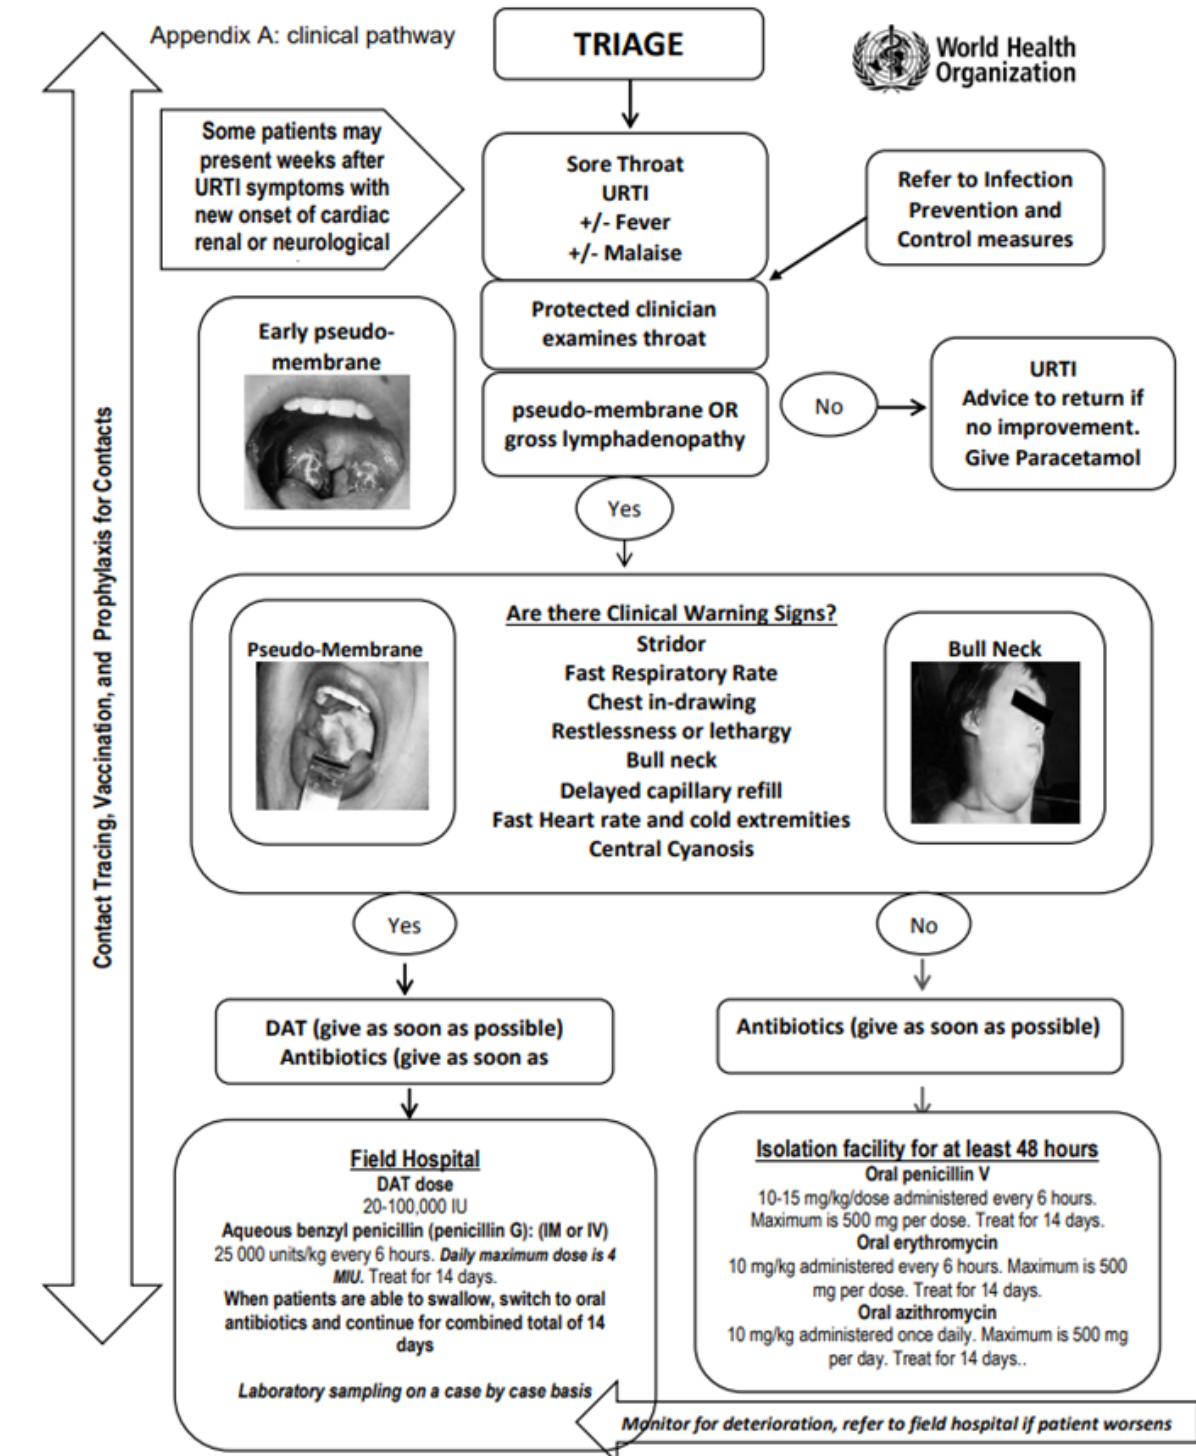 Appendix A: clinical pathway
TRIAGE
World Health
Organization
Some patients may
present weeks after
URTI symptoms with
new onset of cardiac
renal or neurological
Sore Throat
URTI
+/- Fever
+/- Malaise
Refer to Infection
Prevention and
Control measures
Protected clinician
examines throat
Early pseudo-
membrane
pseudo-membrane OR
gross lymphadenopathy
No
URTI
Advice to return if
no improvement.
Give Paracetamol
Yes
Contact Tracing, Vaccination, and Prophylaxis for Contacts
Are there Clinical Warning Signs?
Stridor
Fast Respiratory Rate
Chest in-drawing
Restlessness or lethargy
Bull neck
Delayed capillary refill
Fast Heart rate and cold extremities
Central Cyanosis
Pseudo-Membrane
Bull Neck
Yes
No
DAT (give as soon as possible)
Antibiotics (give as soon as
Antibiotics (give as soon as possible)
Field Hospital
DAT dose
20-100,000 IU
Aqueous benzyl penicillin (penicillin G): (IM or IV)
25 000 units/kg every 6 hours. Daily maximum dose is 4
MIU. Treat for 14 days.
When patients are able to swallow, switch to oral
antibiotics and continue for combined total of 14
days
Laboratory sampling on a case by case basis
Isolation facility for at least 48 hours
Oral penicillin V
10-15 mg/kg/dose administered every 6 hours.
Maximum is 500 mg per dose. Treat for 14 days.
Oral erythromycin
10 mg/kg administered every 6 hours. Maximum is 500
mg per dose. Treat for 14 days.
Oral azithromycin
10 mg/kg administered once daily. Maximum is 500 mg
per day. Treat for 14 days..
Monitor for deterioration, refer to field hospital if patient worsens